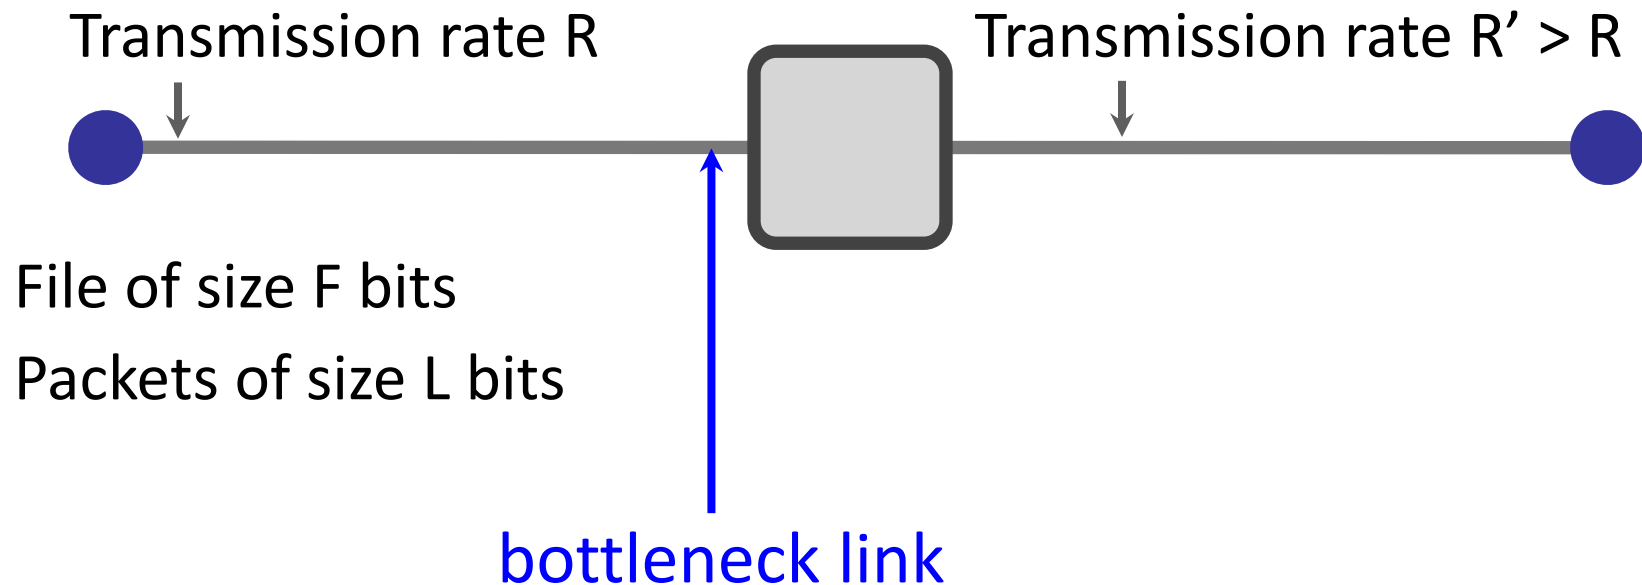 Transmission rate R
Transmission rate R’ > R
File of size F bits
Packets of size L bits
bottleneck link